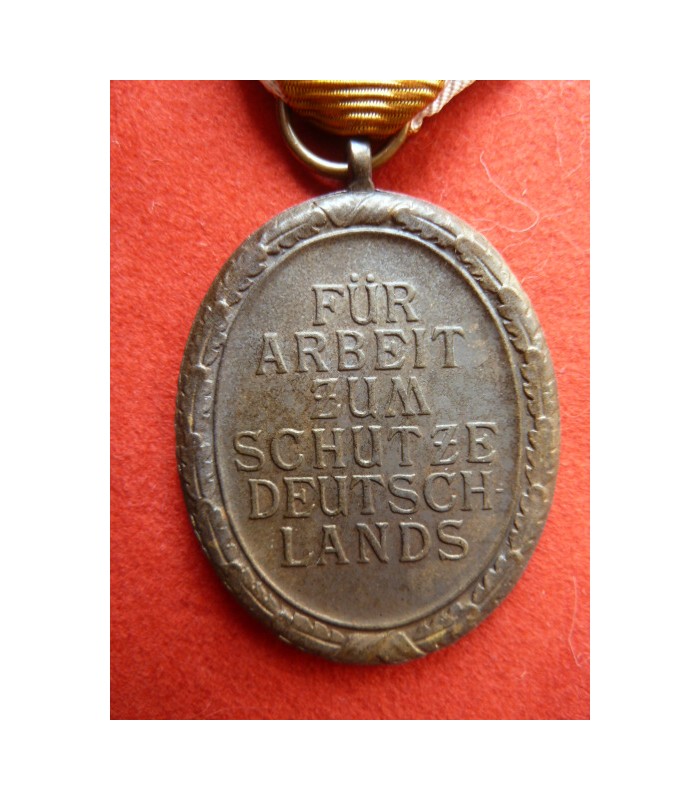 FÜR
ARBEIT
ZUM
SCHUTZE
DEUTSCH-
LANDS